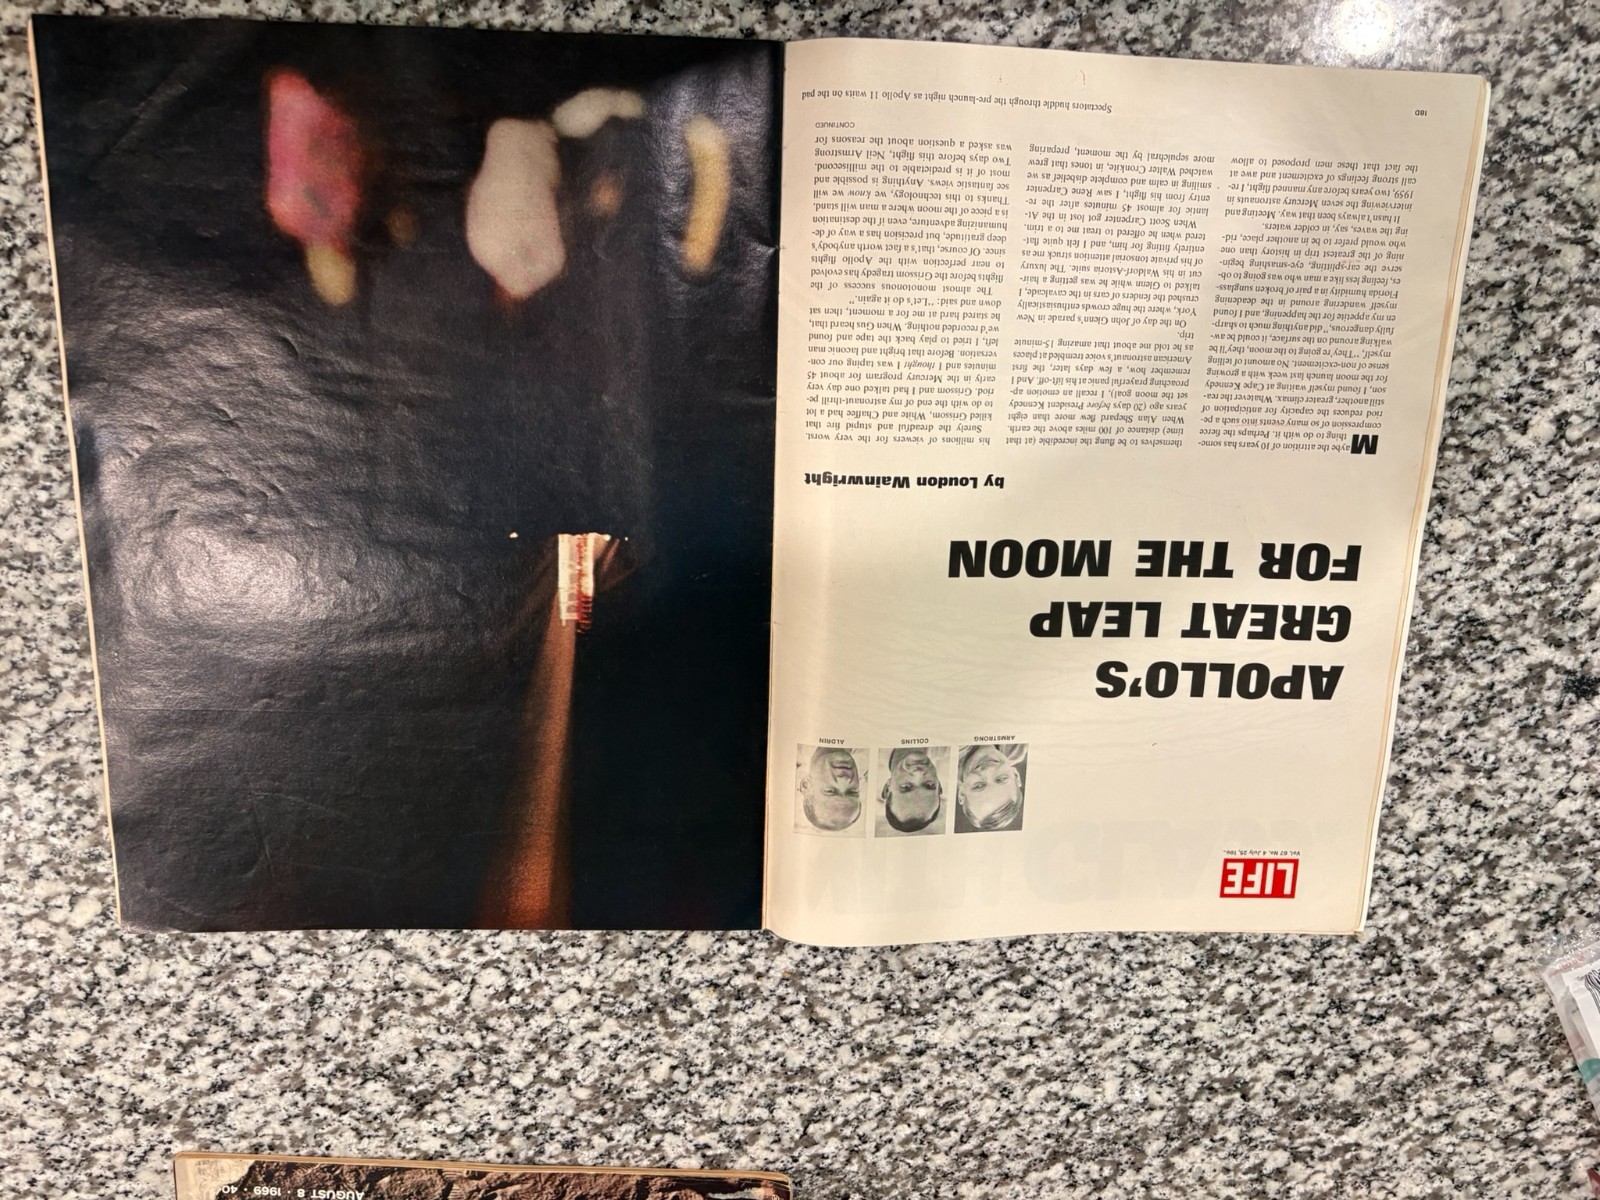 LIFE
Vol. 67 No. 4 July 25,
ARMSTRONG
COLLINS
ALDRIN
APOLLO'S
GREAT LEAP
FOR THE MOON
by Loudon Wainwright
Maybe the attrition of 10 years has some-
thing to do with it. Perhaps the fierce
compression of so many events into such a pe-
riod reduces the capacity for anticipation of
still another, greater climax. Whatever the rea-
son, I found myself waiting at Cape Kennedy
for the moon launch last week with a growing
sense of non-excitement. No amount of telling
myself, "They're going to the moon, they'll be
walking around on the surface, it could be aw-
fully dangerous," did anything much to sharp-
en my appetite for the happening, and I found
myself wandering around in the deadening
Florida humidity in a pair of broken sunglass-
es, feeling less like a man who was going to ob-
serve the ear-splitting, eye-smarting begin-
ning of the greatest trip in history than one
who would prefer to be in another place, rid-
ing the waves, say, in colder waters.
It hasn't always been that way. Meeting and
interviewing the seven Mercury astronauts in
1959, two years before any manned flight, I re-
call strong feelings of excitement and awe at
the fact that these men proposed to allow
themselves to be flung the incredible (at that
time) distance of 100 miles above the earth.
When Alan Shepard flew more than eight
years ago (20 days before President Kennedy
set the moon goal), I recall an emotion ap-
proaching prayerful panic at his lift-off. And I
remember how, a few days later, the first
American astronaut's voice trembled at places
as he told me about that amazing 15-minute
trip.
On the day of John Glenn's parade in New
York, where the huge crowds enthusiastically
crushed the fenders of cars in the cavalcade, I
talked to Glenn while he was getting a hair-
cut in his Waldorf-Astoria suite. The luxury
of his private tonsorial attention struck me as
entirely fitting for him, and I felt quite flat-
tered when he offered to treat me to a trim.
When Scott Carpenter got lost in the At-
lantic for almost 45 minutes after the re-
entry from his flight, I saw Rene Carpenter
smiling in calm and complete disbelief as we
watched Walter Cronkite, in tones that grew
more sepulchral by the moment, preparing
his millions of viewers for the very worst.
Surely the dreadful and stupid fire that
killed Grissom, White and Chaffee had a lot
to do with the end of my astronaut-thrill pe-
riod. Grissom and I had talked one day very
early in the Mercury program for about 45
minutes and I thought I was taping our con-
versation. Before that bright and laconic man
left, I tried to play back the tape and found
we'd recorded nothing. When Gus heard that,
he stared hard at me for a moment, then sat
down and said: "Let's do it again."
The almost monotonous success of the
flights before the Grissom tragedy has evolved
to near perfection with the Apollo flights
since. Of course, that's a fact worth anybody's
deep gratitude, but precision has a way of de-
humanizing adventure, even if the destination
is a piece of the moon where a man will stand.
Thanks to this technology, we know we will
see fantastic views. Anything is possible and
most of it is predictable to the millisecond.
Two days before this flight, Neil Armstrong
was asked a question about the reasons for
CONTINUED
Spectators huddle through the pre-launch night as Apollo 11 waits on the pad
18D
AUGUST 8 · 1969 · 40